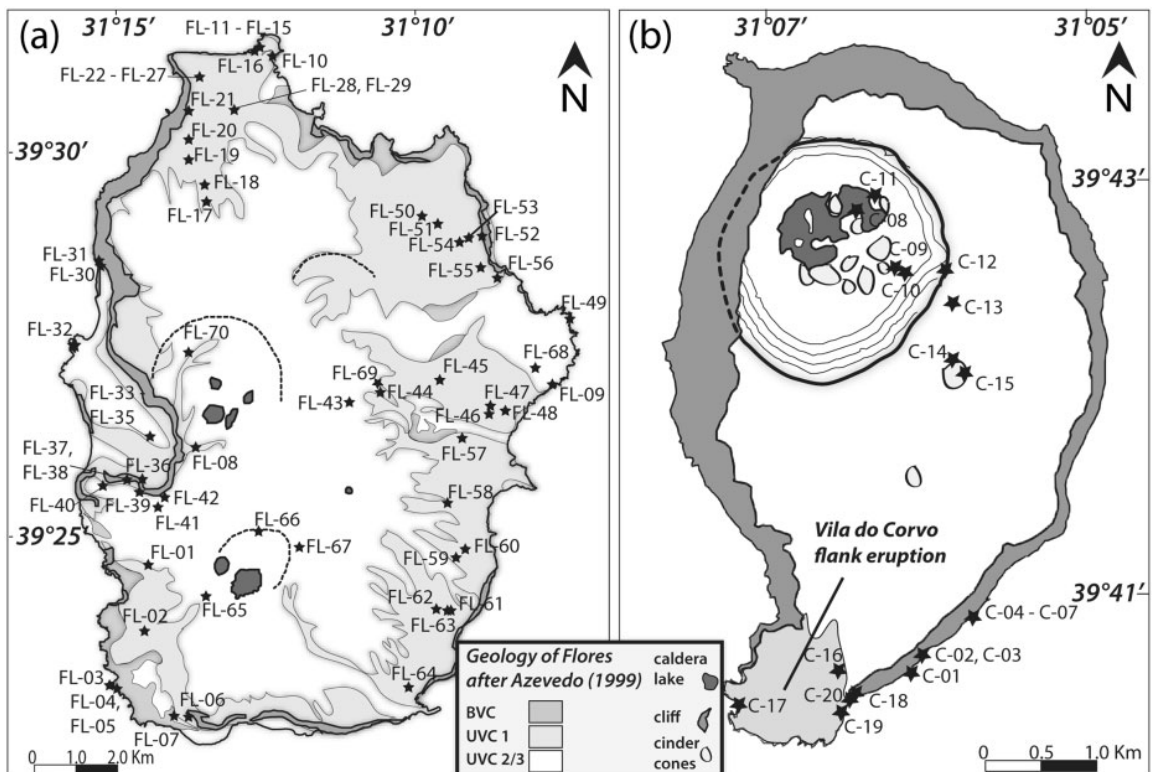 (a)
31°15'
31°10'
FL-11 - FL-15
FL-16
FL-10
FL-22 - FL-27
FL-28, FL-29
FL-21
FL-20
FL-19
FL-18
FL-17
39°30'
N
FL-50
FL-51
FL-53
FL-54
FL-52
FL-55
FL-56
FL-31
FL-30
FL-49
FL-32
FL-70
FL-68
FL-45
FL-69
FL-44
FL-47
FL-09
FL-33
FL-43
FL-46
FL-48
FL-35
FL-57
FL-37,
FL-38
FL-36
FL-08
FL-40
FL-39
FL-42
FL-41
FL-58
39°25'
FL-66
FL-67
FL-01
FL-60
FL-59
FL-65
FL-62
FL-61
FL-63
FL-02
FL-64
FL-03
FL-04,
FL-05
FL-06
FL-07
0 1.0 2.0 Km
Geology of Flores
after Azevedo (1999)
BVC
UVC 1
UVC 2/3
caldera
lake
cliff
cinder
cones
(b)
31°07'
31°05'
N
39°43'
C-11
C-08
C-09
C-10
C-12
C-13
C-14
C-15
Vila do Corvo
flank eruption
39°41'
C-04 - C-07
C-02, C-03
C-01
C-16
C-20
C-18
C-17
C-19
0 0.5 1.0 Km